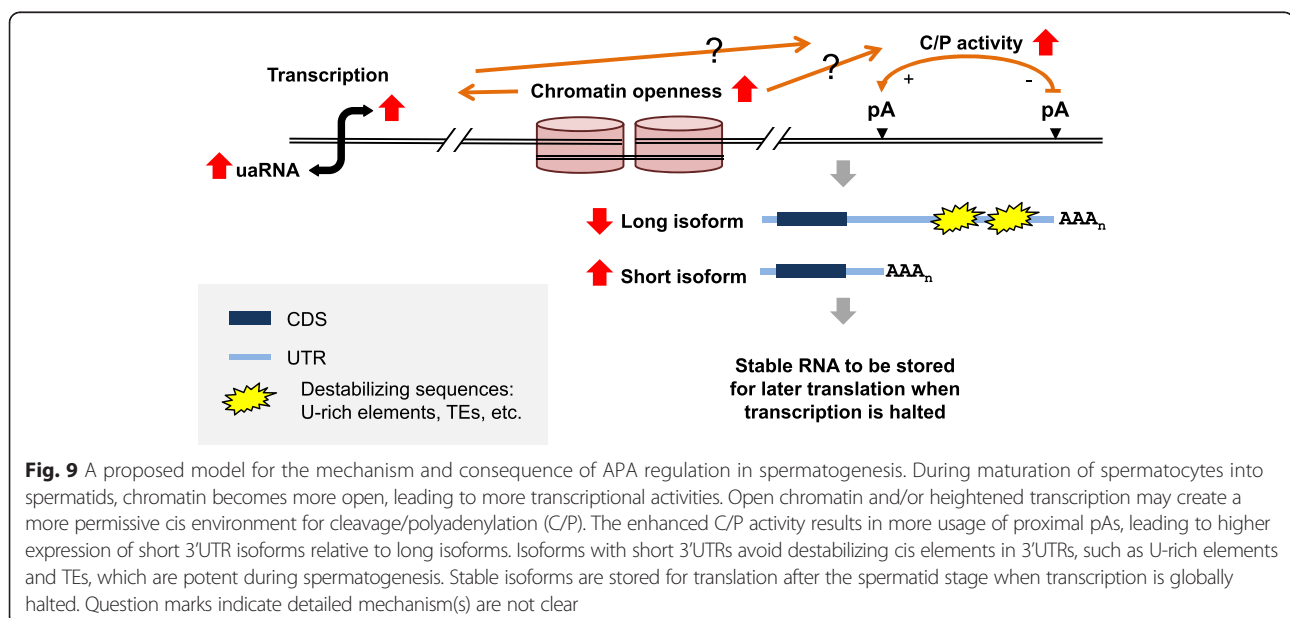 ?
C/P activity
?
Transcription
+
-
Chromatin openness
pA
pA
uaRNA
Long isoform
AAAn
Short isoform
AAAn
CDS
UTR
Destabilizing sequences:
U-rich elements, TEs, etc.
Stable RNA to be stored
for later translation when
transcription is halted
Fig. 9 A proposed model for the mechanism and consequence of APA regulation in spermatogenesis. During maturation of spermatocytes into
spermatids, chromatin becomes more open, leading to more transcriptional activities. Open chromatin and/or heightened transcription may create a
more permissive cis environment for cleavage/polyadenylation (C/P). The enhanced C/P activity results in more usage of proximal pAs, leading to higher
expression of short 3’UTR isoforms relative to long isoforms. Isoforms with short 3’UTRs avoid destabilizing cis elements in 3’UTRs, such as U-rich elements
and TEs, which are potent during spermatogenesis. Stable isoforms are stored for translation after the spermatid stage when transcription is globally
halted. Question marks indicate detailed mechanism(s) are not clear